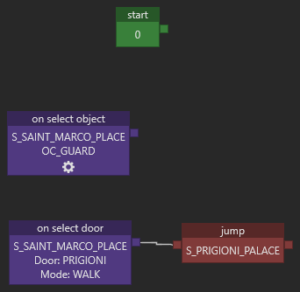 start
0
on select object
S_SAINT_MARCO_PLACE
OC_GUARD
on select door
S_SAINT_MARCO_PLACE
Door: PRIGIONI
Mode: WALK
jump
S_PRIGIONI_PALACE